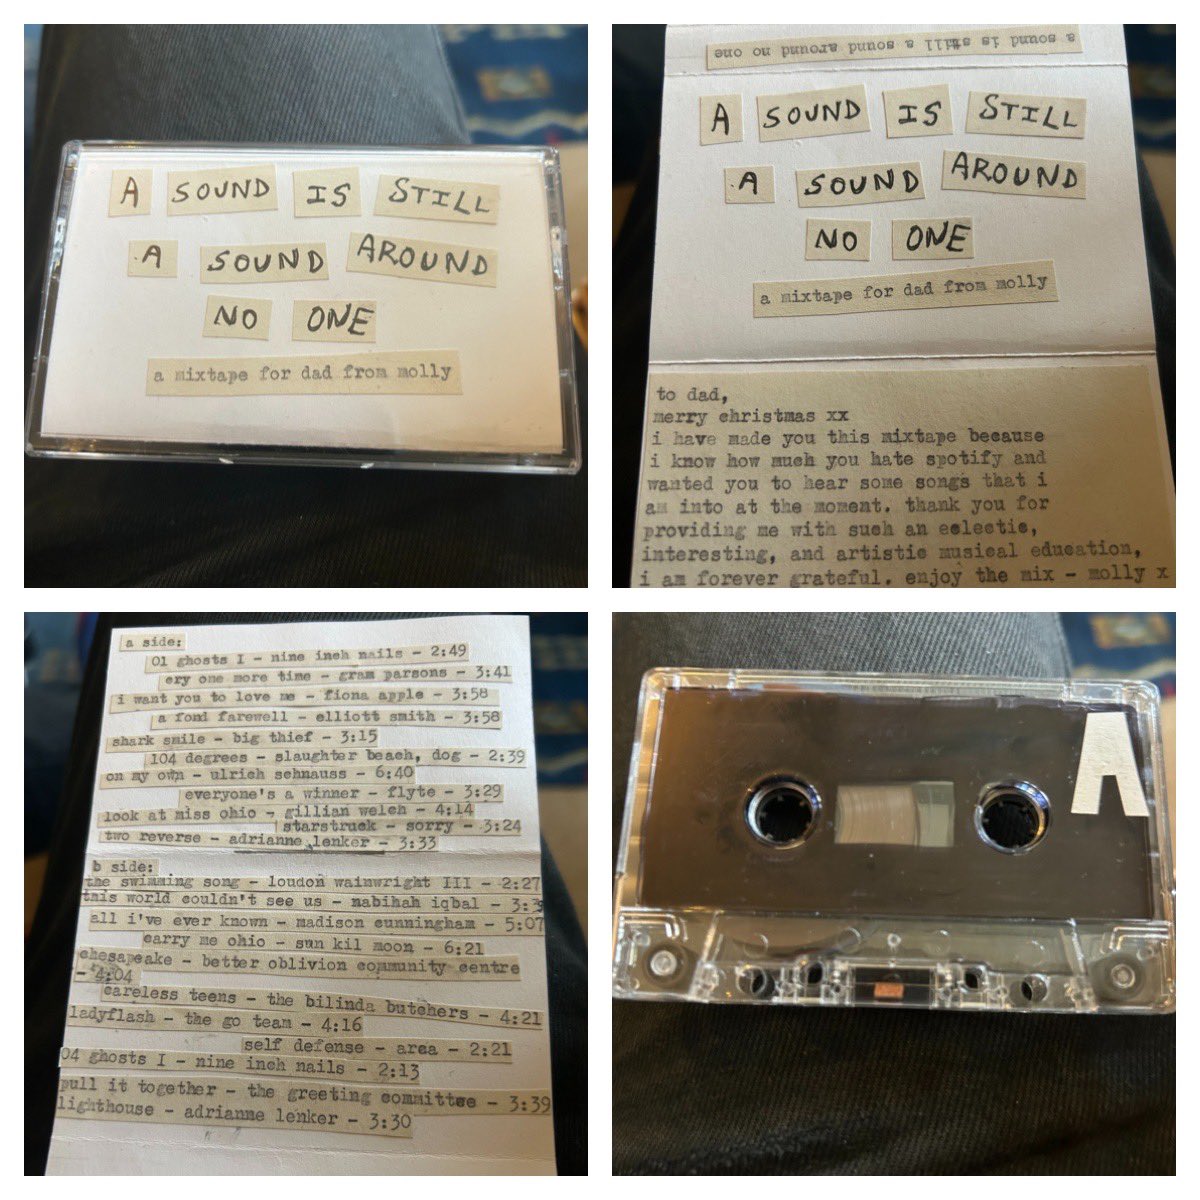 A SOUND IS STILL
A SOUND AROUND
NO ONE
a mixtape for dad from molly
a sound is still a sound around no one
A SOUND IS STILL
A SOUND AROUND
NO ONE
a mixtape for dad from molly
to dad,
merry christmas xx
i have made you this mixtape because
i know how much you hate spotify and
wanted you to hear some songs that i
am into at the moment. thank you for
providing me with such an eclectic,
interesting, and artistic musical education,
i am forever grateful. enjoy the mix - molly x
a side:
01 ghosts I - nine inch nails - 2:49
ery one more time - gram parsons - 3:41
i want you to love me - fiona apple - 3:58
a fond farewell - elliott smith - 3:58
shark smile - big thief - 3:15
104 degrees - slaughter beach, dog - 2:39
on my own - ulrich schnauss - 6:40
everyone's a winner - flyte - 3:29
look at miss ohio - gillian welch - 4:14
starstruck - sorry - 3:24
two reverse - adrianne lenker - 3:33
b side:
the swimming song - loudon wainwright III - 2:27
this world couldn't see us - nabihah iqbal - 3:3
all i've ever known - madison cunningham - 5:07
carry me ohio - sun kil moon - 6:21
chesapeake - better oblivion community centre
- 4:04
careless teens - the bilinda butchers - 4:21
ladyflash - the go team - 4:16
self defense - area - 2:21
04 ghosts I - nine inch nails - 2:13
pull it together - the greeting committee - 3:39
lighthouse - adrianne lenker - 3:30
A